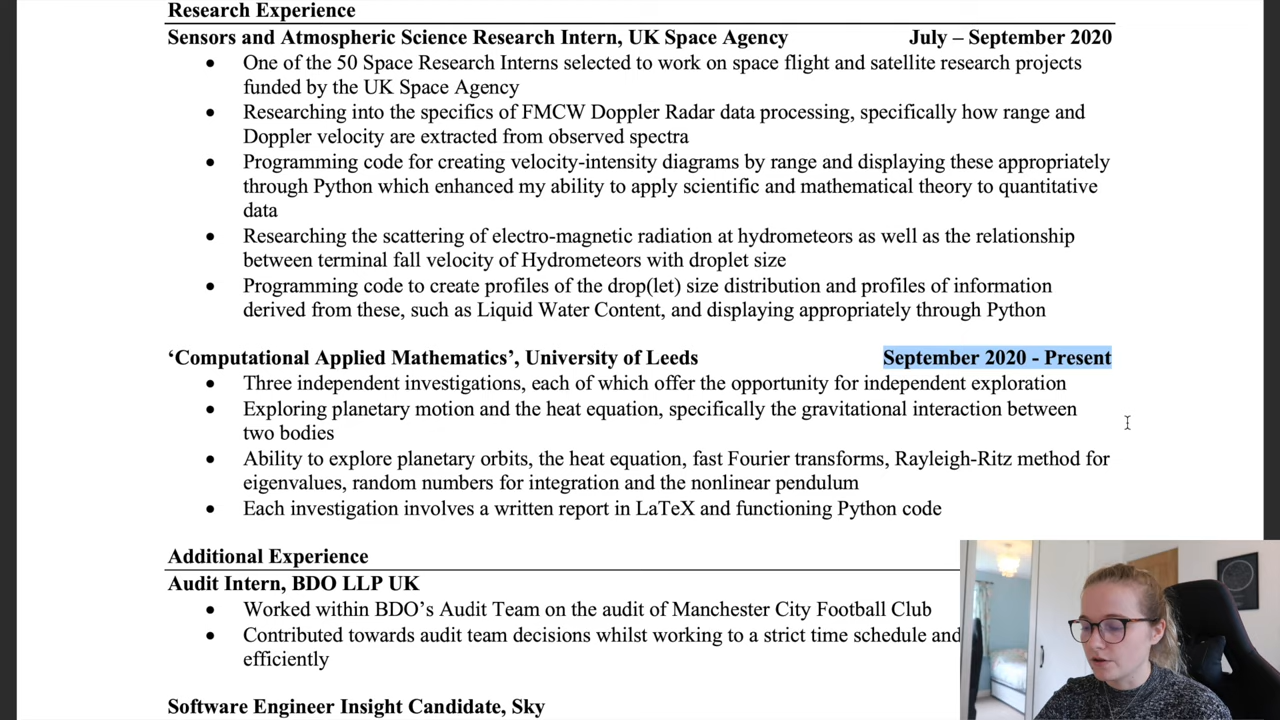 Research Experience
Sensors and Atmospheric Science Research Intern, UK Space Agency July – September 2020
• One of the 50 Space Research Interns selected to work on space flight and satellite research projects
funded by the UK Space Agency
• Researching into the specifics of FMCW Doppler Radar data processing, specifically how range and
Doppler velocity are extracted from observed spectra
• Programming code for creating velocity-intensity diagrams by range and displaying these appropriately
through Python which enhanced my ability to apply scientific and mathematical theory to quantitative
data
• Researching the scattering of electro-magnetic radiation at hydrometeors as well as the relationship
between terminal fall velocity of Hydrometeors with droplet size
• Programming code to create profiles of the drop(let) size distribution and profiles of information
derived from these, such as Liquid Water Content, and displaying appropriately through Python
‘Computational Applied Mathematics’, University of Leeds September 2020 - Present
• Three independent investigations, each of which offer the opportunity for independent exploration
• Exploring planetary motion and the heat equation, specifically the gravitational interaction between
two bodies
• Ability to explore planetary orbits, the heat equation, fast Fourier transforms, Rayleigh-Ritz method for
eigenvalues, random numbers for integration and the nonlinear pendulum
• Each investigation involves a written report in LaTeX and functioning Python code
Additional Experience
Audit Intern, BDO LLP UK
• Worked within BDO’s Audit Team on the audit of Manchester City Football Club
• Contributed towards audit team decisions whilst working to a strict time schedule and
efficiently
Software Engineer Insight Candidate, Sky